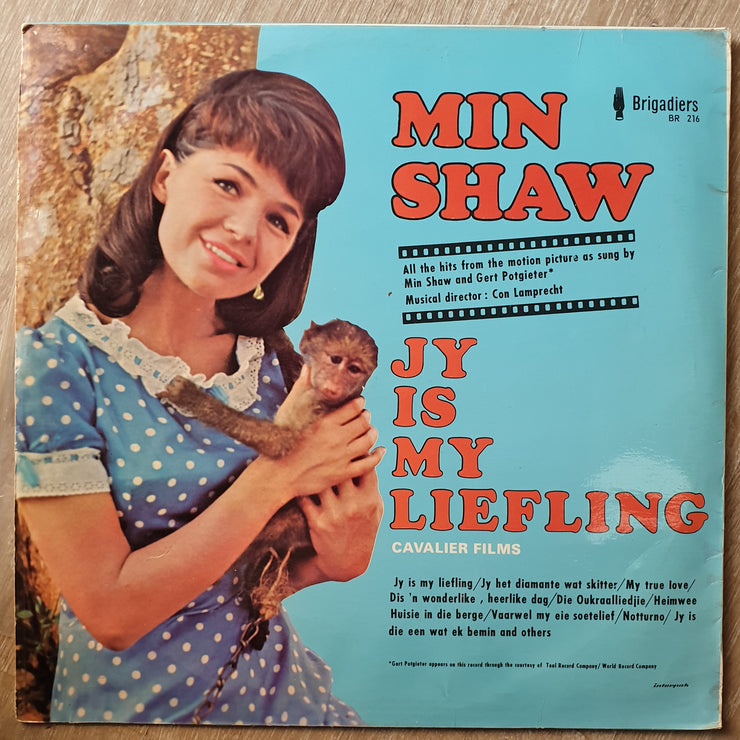 Brigadiers
BR 216
MIN
SHAW
All the hits from the motion picture as sung by
Min Shaw and Gert Potgieter*
Musical director : Con Lamprecht
JY
IS
MY
LIEFLING
CAVALIER FILMS
Jy is my liefling/Jy het diamante wat skitter/My true love/
Dis 'n wonderlike , heerlike dag/Die Oukraalliedjie/Heimwee
Huisie in die berge/Vaarwel my eie soetelief/Notturno/ Jy is
die een wat ek bemin and others
*Gert Potgieter appears on this record through the courtesy of Teal Record Company/ World Record Company
interpak